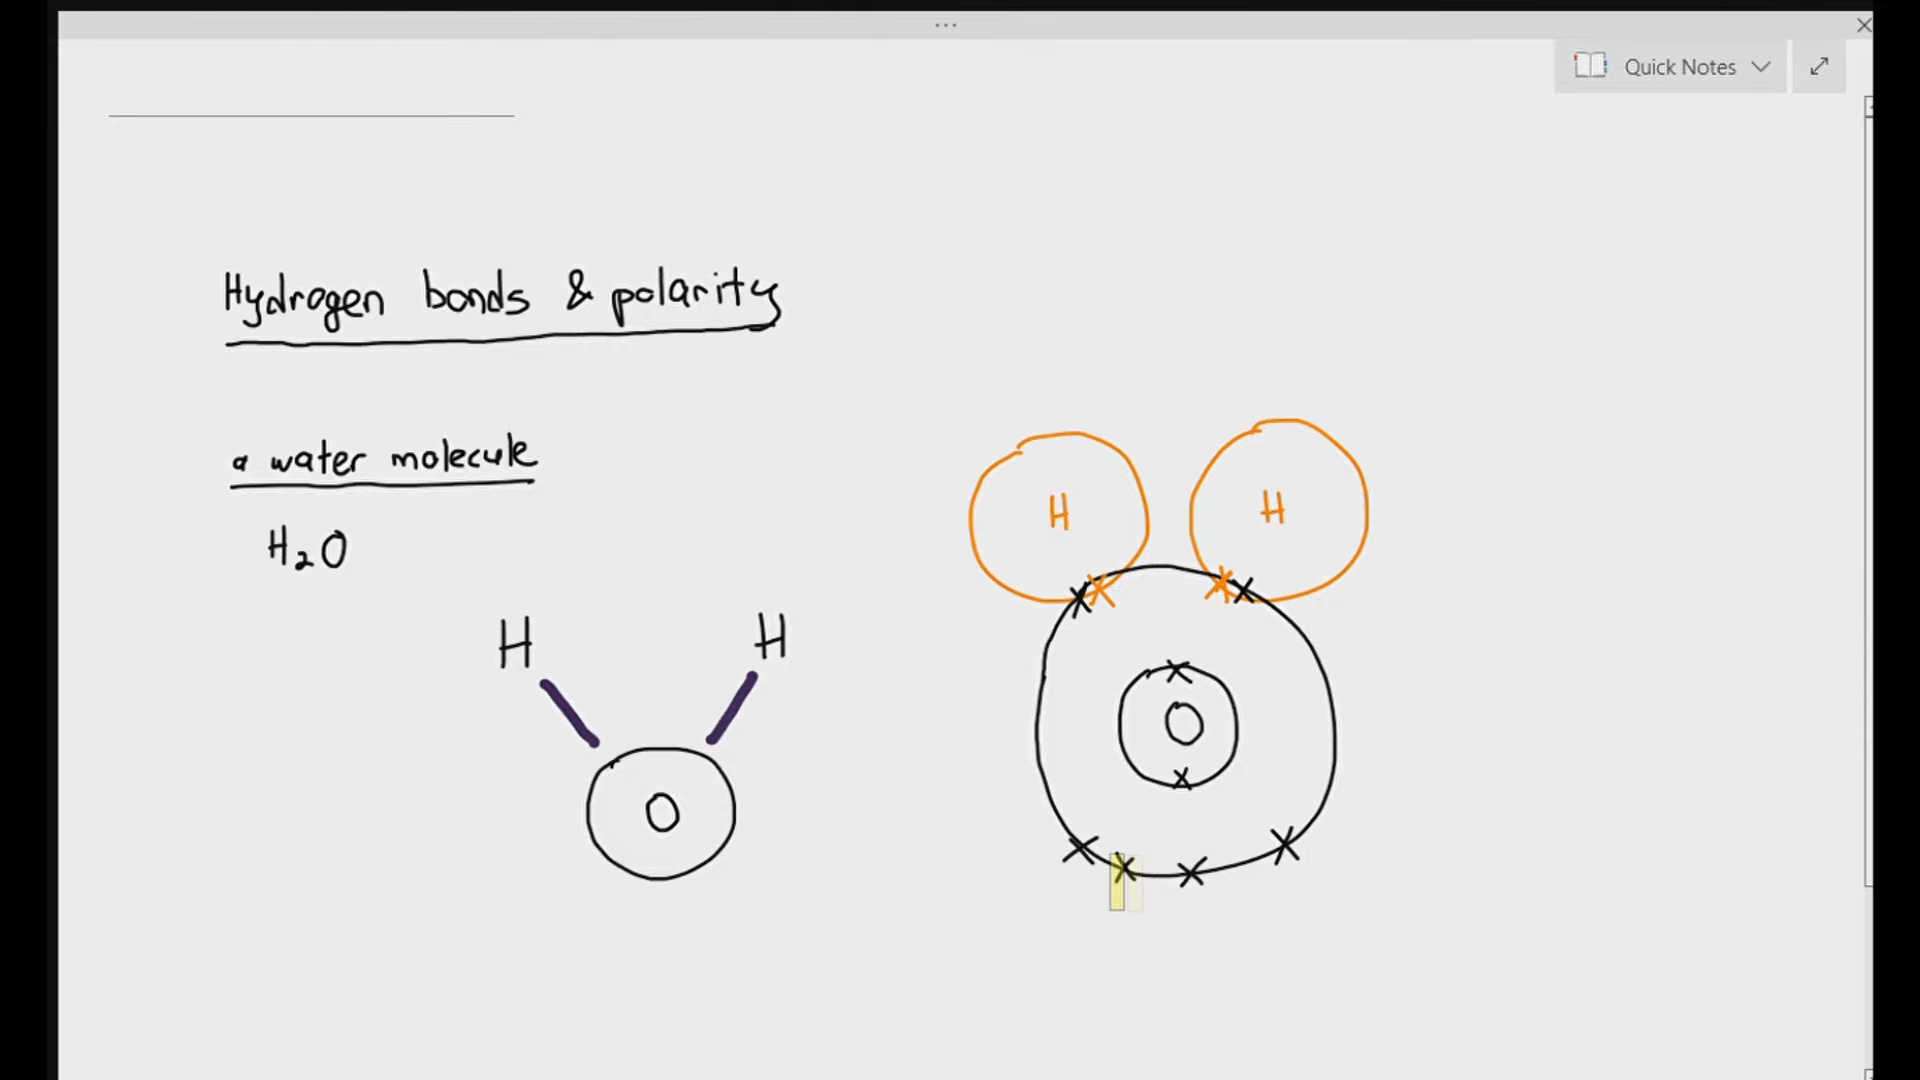 Quick Notes
Hydrogen bonds & polarity
a water molecule
H₂O
H H
O
H H
O